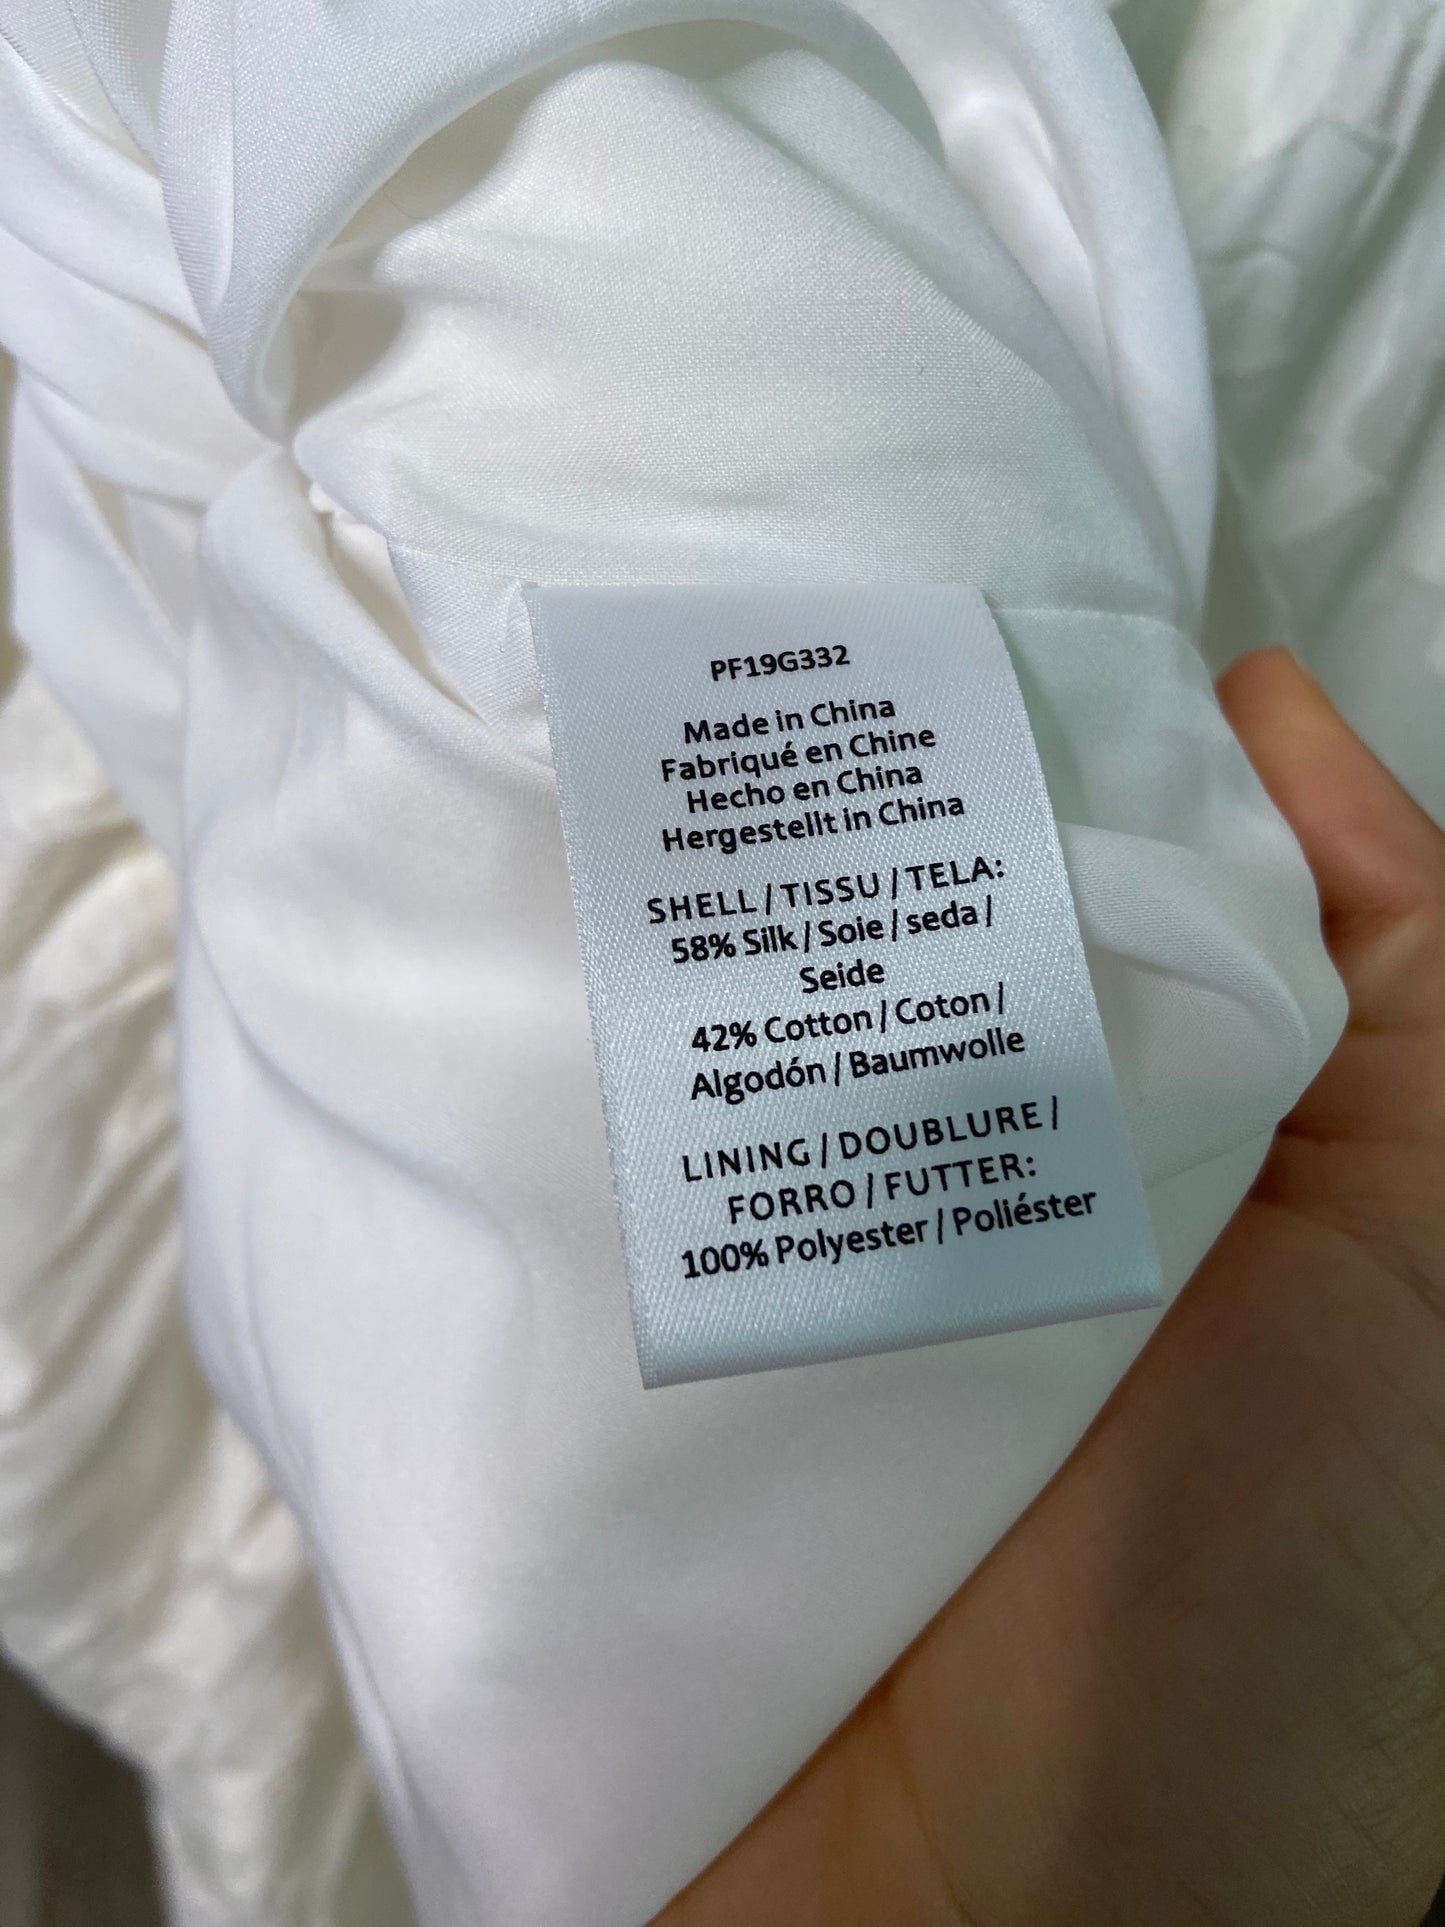 PF19G332
Made in China
Fabriqué en Chine
Hecho en China
Hergestellt in China
SHELL / TISSU / TELA:
58% Silk / Soie / seda /
Seide
42% Cotton / Coton /
Algodón / Baumwolle
LINING / DOUBLURE /
FORRO / FUTTER:
100% Polyester / Poliéster